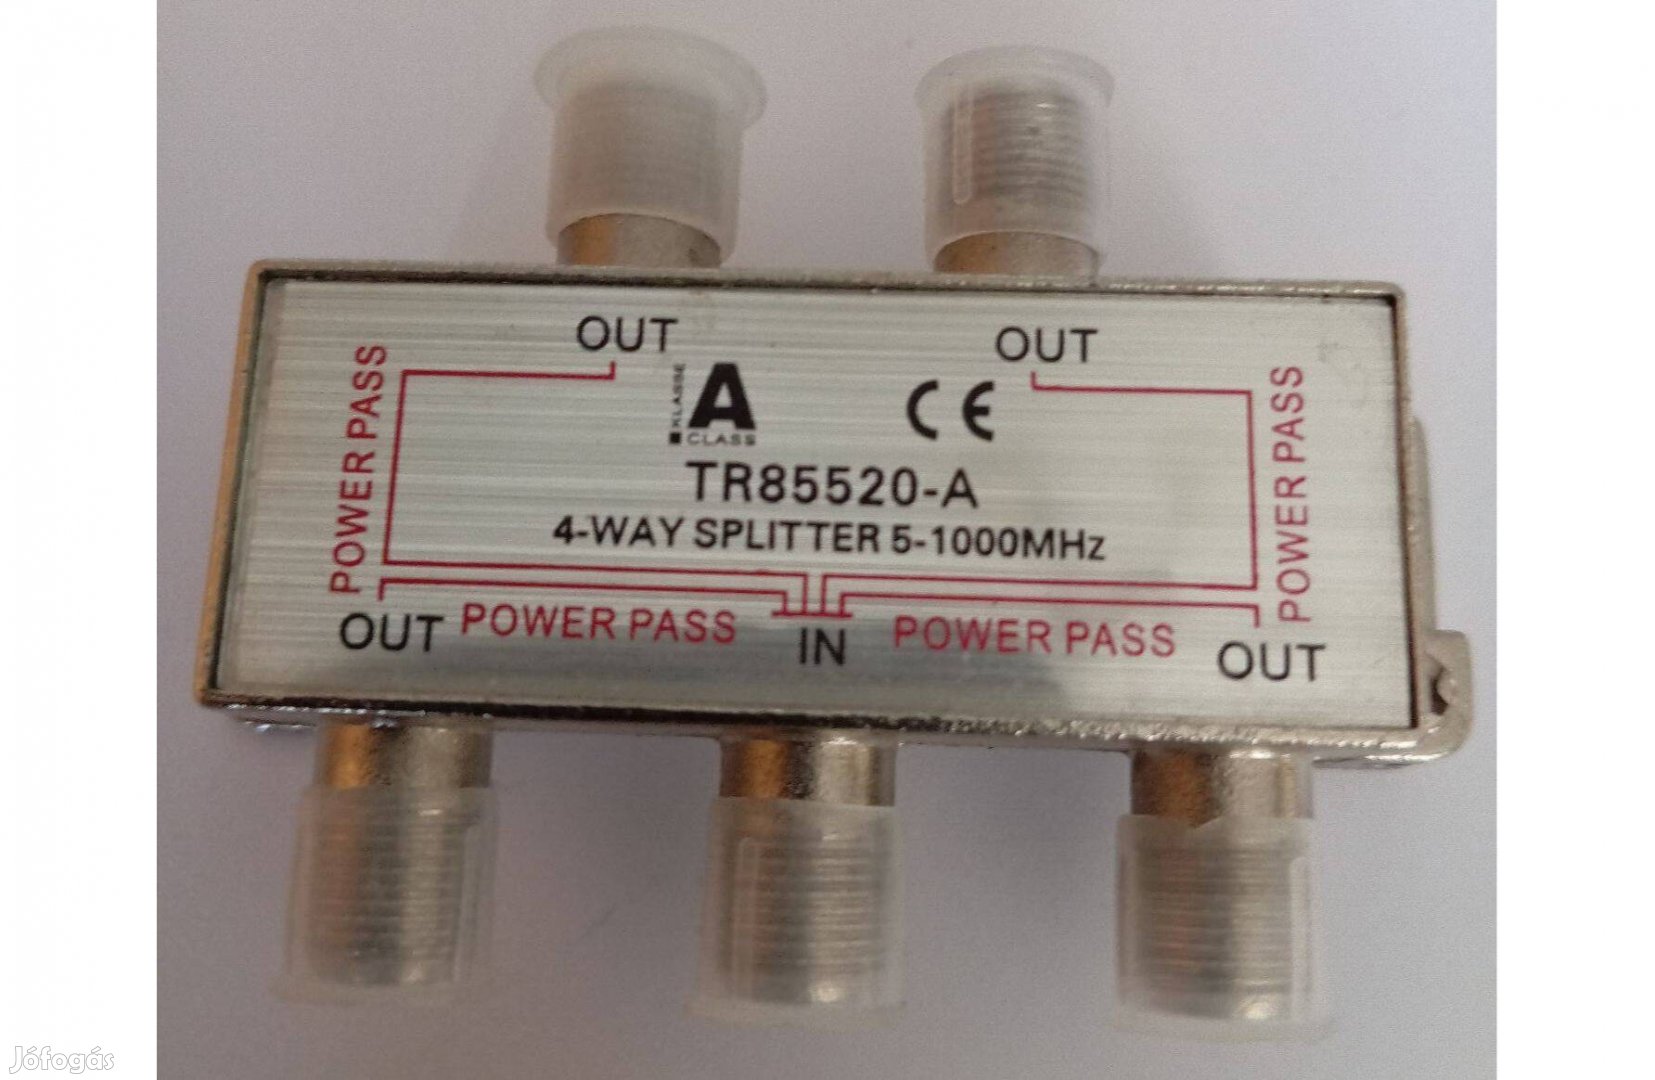 OUT
OUT
POWER PASS
KLASSE
A
CLASS
CE
POWER PASS
TR85520-A
4-WAY SPLITTER 5-1000MHz
OUT
POWER PASS
IN
POWER PASS
OUT
Jófogás